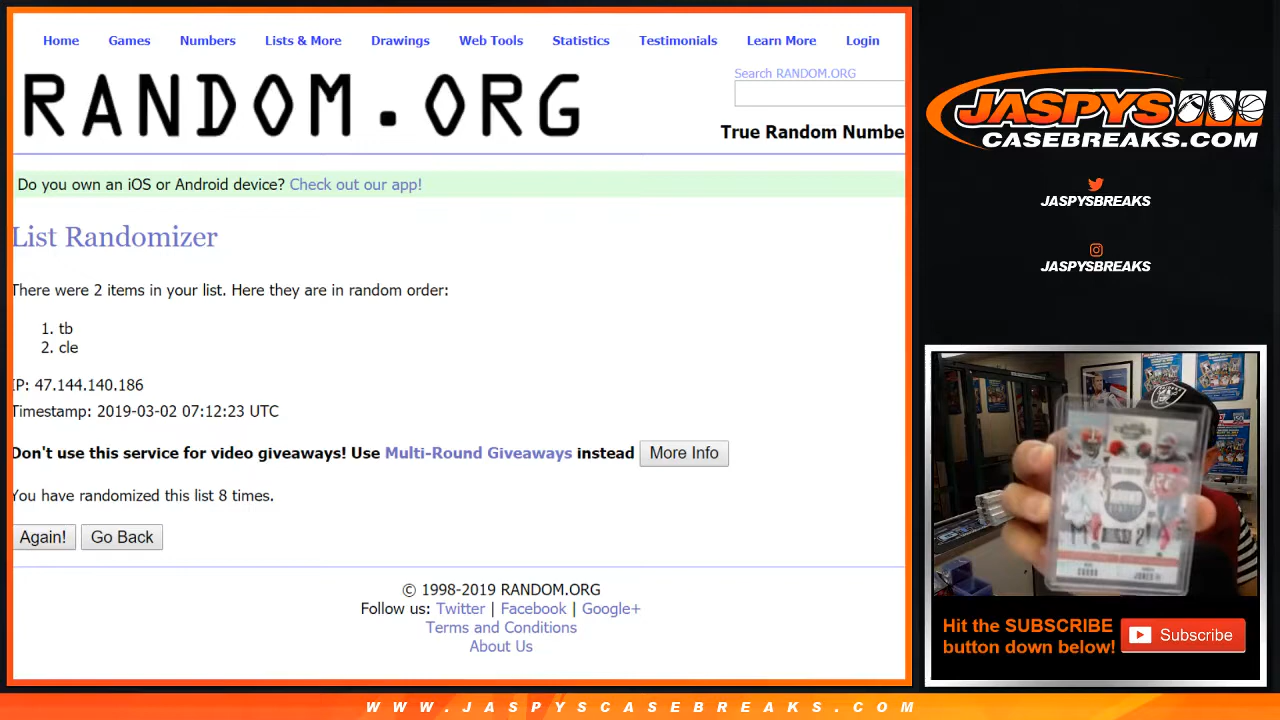 Home Games Numbers Lists & More Drawings Web Tools Statistics Testimonials Learn More Login
RANDOM.ORG
Search RANDOM.ORG
True Random Numbe
Do you own an iOS or Android device? Check out our app!
List Randomizer
There were 2 items in your list. Here they are in random order:
1. tb
2. cle
IP: 47.144.140.186
Timestamp: 2019-03-02 07:12:23 UTC
Don't use this service for video giveaways! Use Multi-Round Giveaways instead More Info
You have randomized this list 8 times.
Again! Go Back
© 1998-2019 RANDOM.ORG
Follow us: Twitter | Facebook | Google+
Terms and Conditions
About Us
JASPYS
CASEBREAKS.COM
JASPYSBREAKS
JASPYSBREAKS
Hit the SUBSCRIBE
button down below!
Subscribe
WWW.JASPYSCASEBREAKS.COM